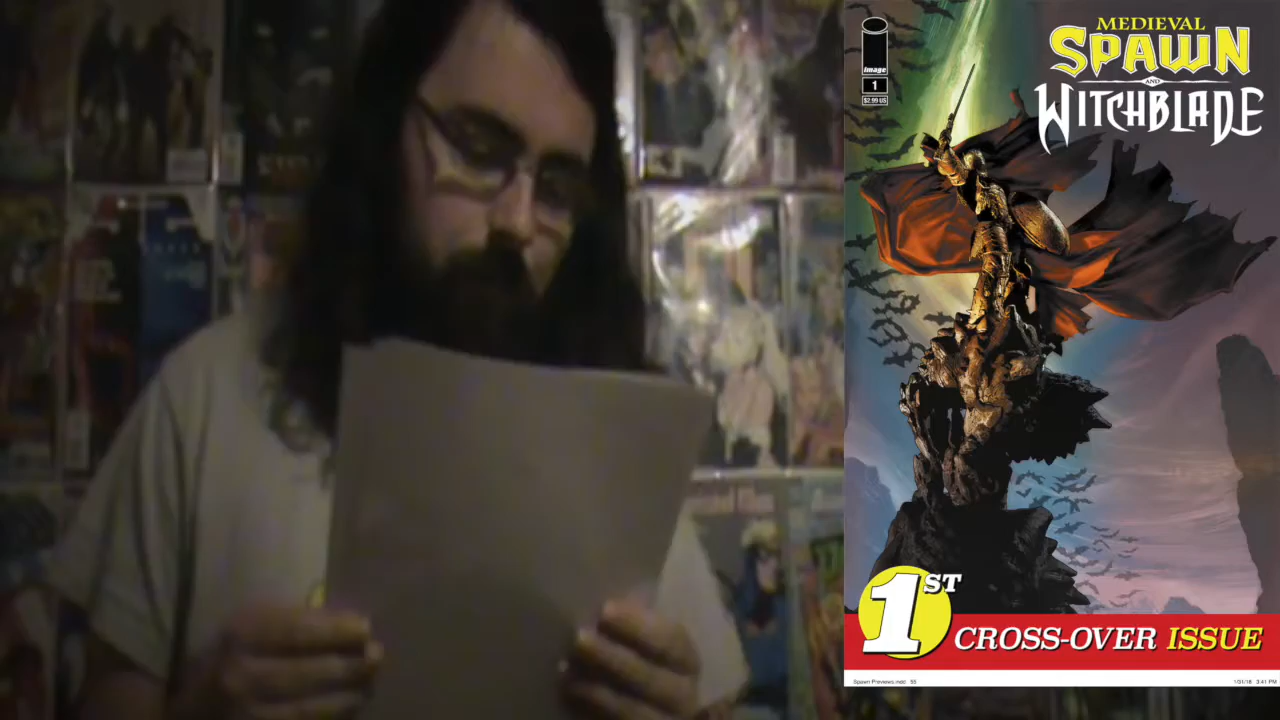 MEDIEVAL
SPAWN
AND
WITCHBLADE
image
1
$2.99 US
1ST
CROSS-OVER ISSUE
Spawn Previews.indd 55
1/31/18 3:41 PM